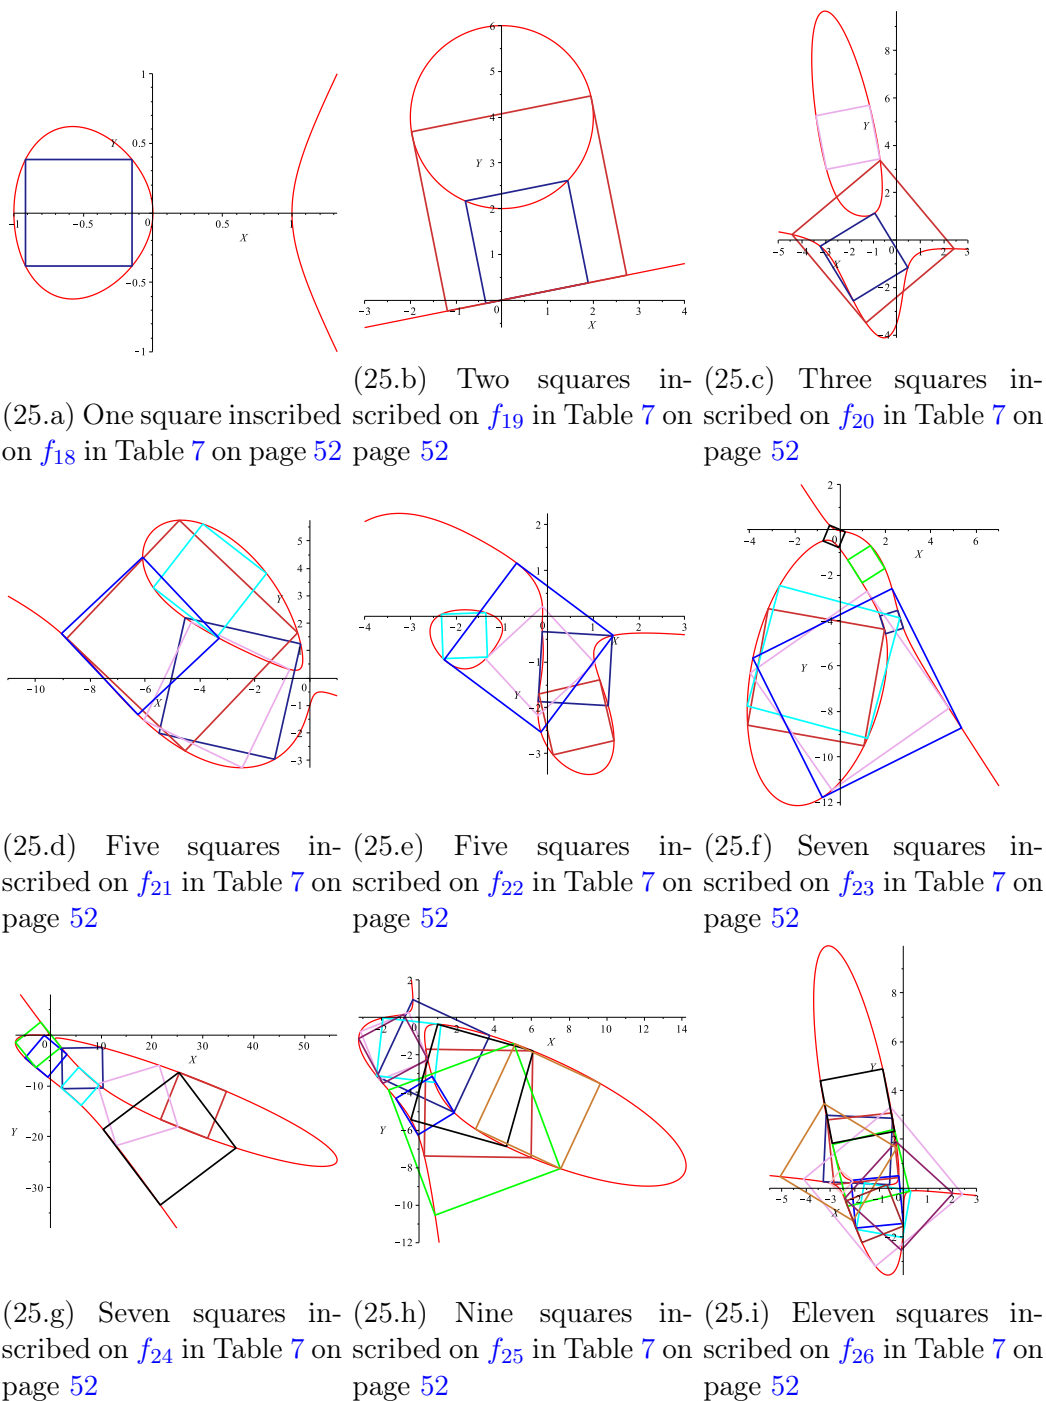 (25.a) One square inscribed
on f18 in Table 7 on page 52
(25.b) Two squares in-
scribed on f19 in Table 7 on
page 52
(25.c) Three squares in-
scribed on f20 in Table 7 on
page 52
(25.d) Five squares in-
scribed on f21 in Table 7 on
page 52
(25.e) Five squares in-
scribed on f22 in Table 7 on
page 52
(25.f) Seven squares in-
scribed on f23 in Table 7 on
page 52
(25.g) Seven squares in-
scribed on f24 in Table 7 on
page 52
(25.h) Nine squares in-
scribed on f25 in Table 7 on
page 52
(25.i) Eleven squares in-
scribed on f26 in Table 7 on
page 52